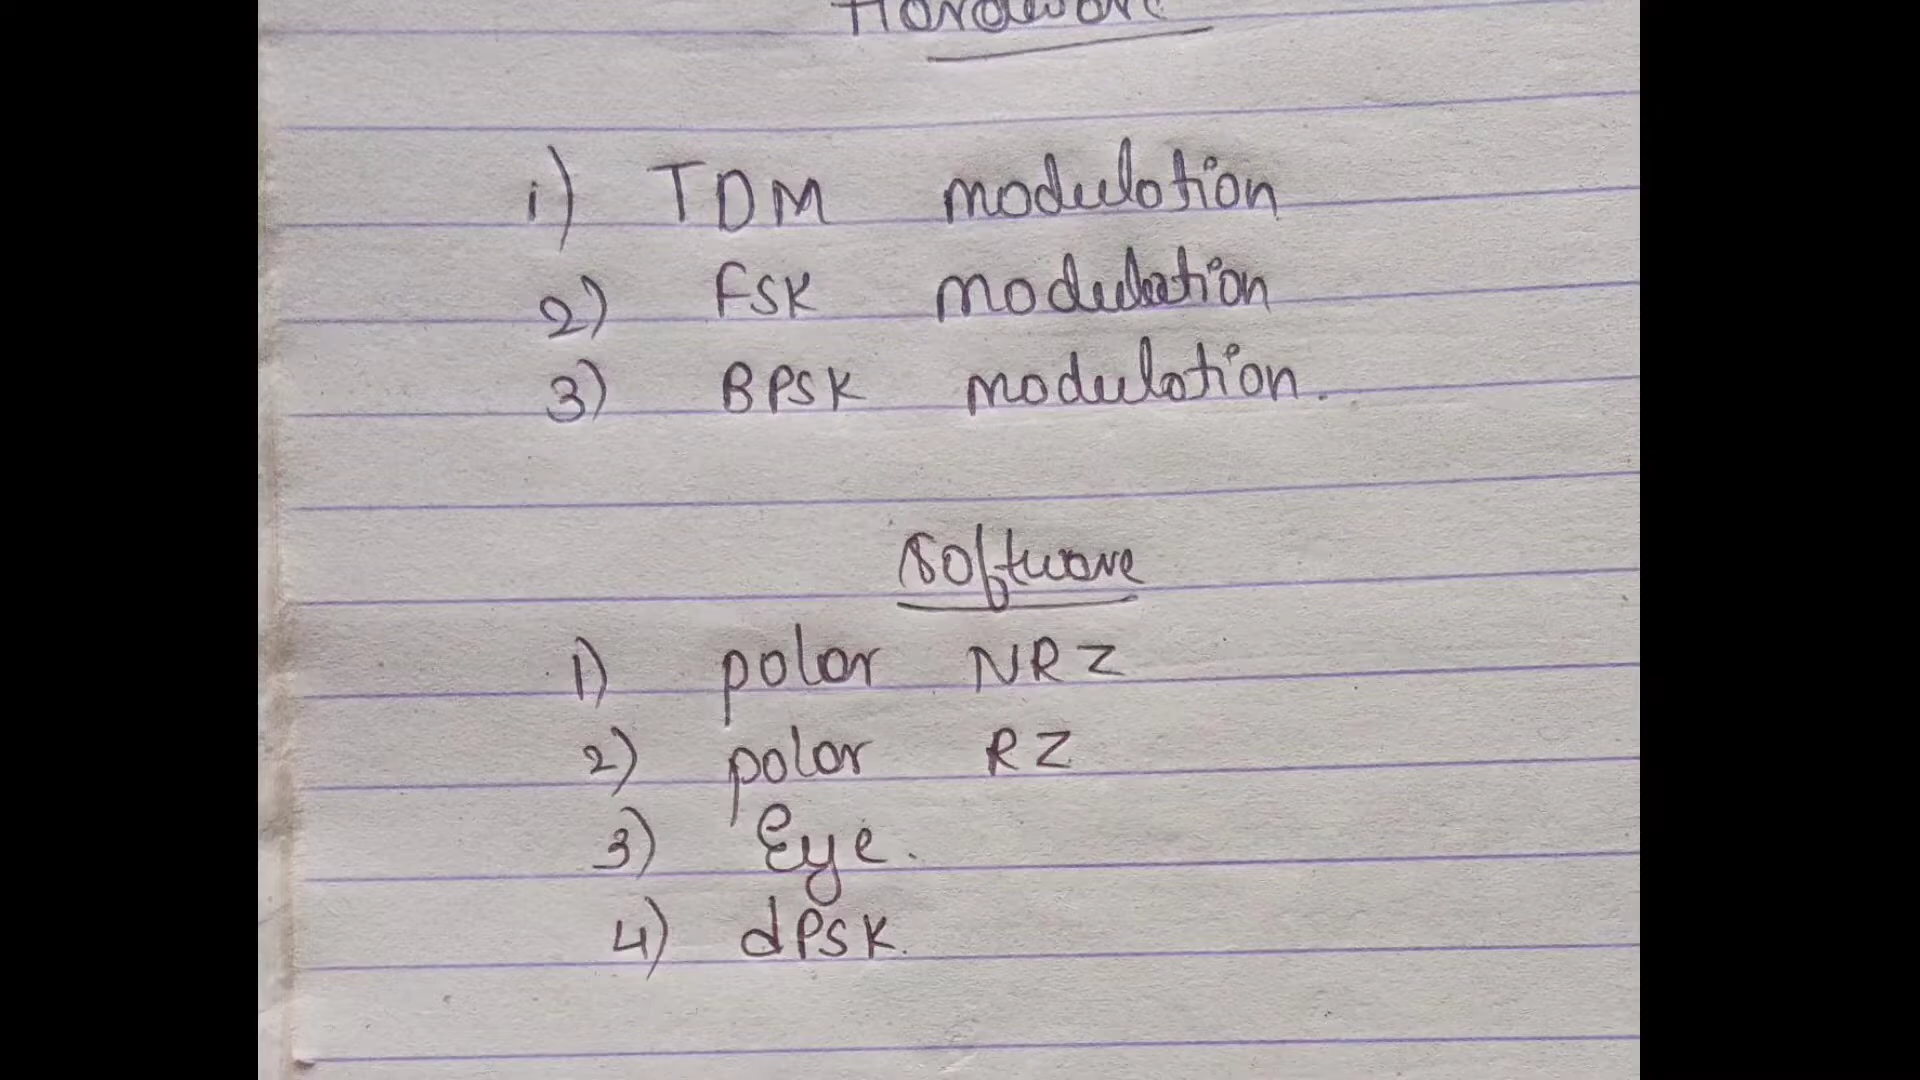 Hardware
1) TDM modulation
2) FSK modulation
3) BPSK modulation.
Software
1) polar NRZ
2) polar RZ
3) Eye.
4) dPSK.